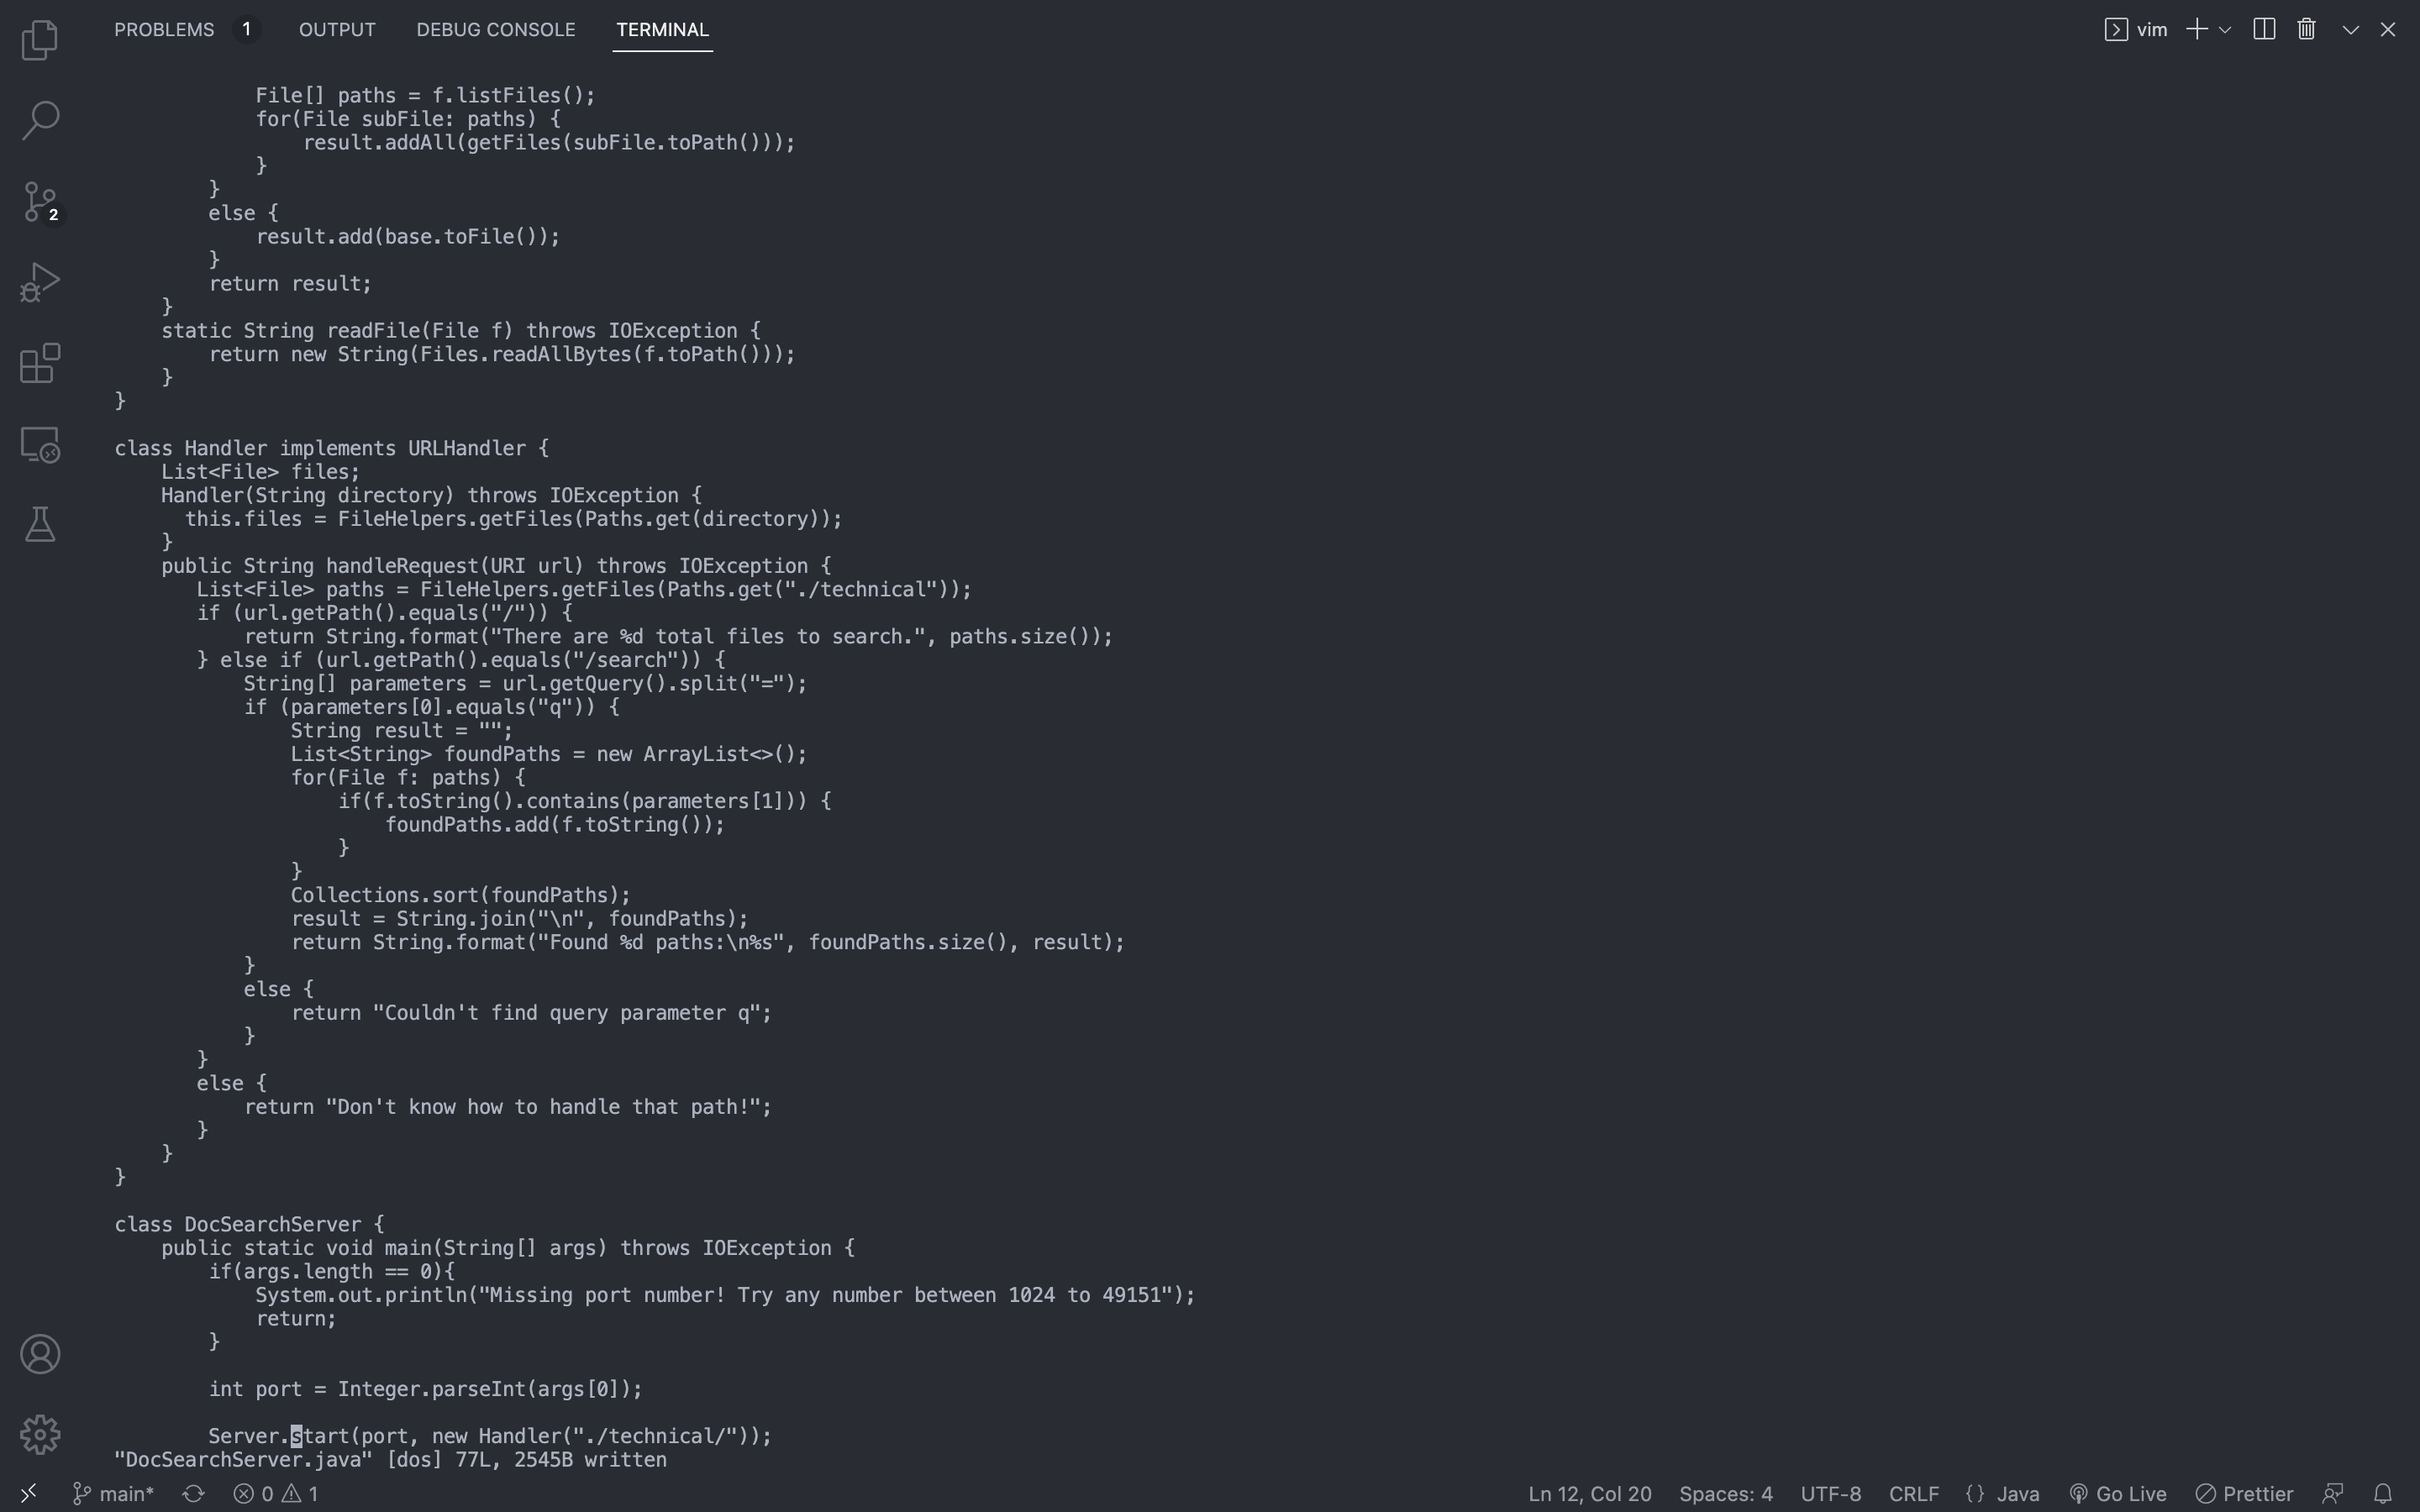 PROBLEMS 1 OUTPUT DEBUG CONSOLE TERMINAL vim
2
            File[] paths = f.listFiles();
            for(File subFile: paths) {
                result.addAll(getFiles(subFile.toPath()));
            }
        }
        else {
            result.add(base.toFile());
        }
        return result;
    }
    static String readFile(File f) throws IOException {
        return new String(Files.readAllBytes(f.toPath()));
    }
}
class Handler implements URLHandler {
    List<File> files;
    Handler(String directory) throws IOException {
      this.files = FileHelpers.getFiles(Paths.get(directory));
    }
    public String handleRequest(URI url) throws IOException {
       List<File> paths = FileHelpers.getFiles(Paths.get("./technical"));
       if (url.getPath().equals("/")) {
           return String.format("There are %d total files to search.", paths.size());
       } else if (url.getPath().equals("/search")) {
           String[] parameters = url.getQuery().split("=");
           if (parameters[0].equals("q")) {
               String result = "";
               List<String> foundPaths = new ArrayList<>();
               for(File f: paths) {
                   if(f.toString().contains(parameters[1])) {
                       foundPaths.add(f.toString());
                   }
               }
               Collections.sort(foundPaths);
               result = String.join("\n", foundPaths);
               return String.format("Found %d paths:\n%s", foundPaths.size(), result);
           }
           else {
               return "Couldn't find query parameter q";
           }
       }
       else {
           return "Don't know how to handle that path!";
       }
    }
}
class DocSearchServer {
    public static void main(String[] args) throws IOException {
        if(args.length == 0){
            System.out.println("Missing port number! Try any number between 1024 to 49151");
            return;
        }
        int port = Integer.parseInt(args[0]);
        Server.start(port, new Handler("./technical/"));
"DocSearchServer.java" [dos] 77L, 2545B written
main* 0 1 Ln 12, Col 20 Spaces: 4 UTF-8 CRLF {} Java Go Live Prettier